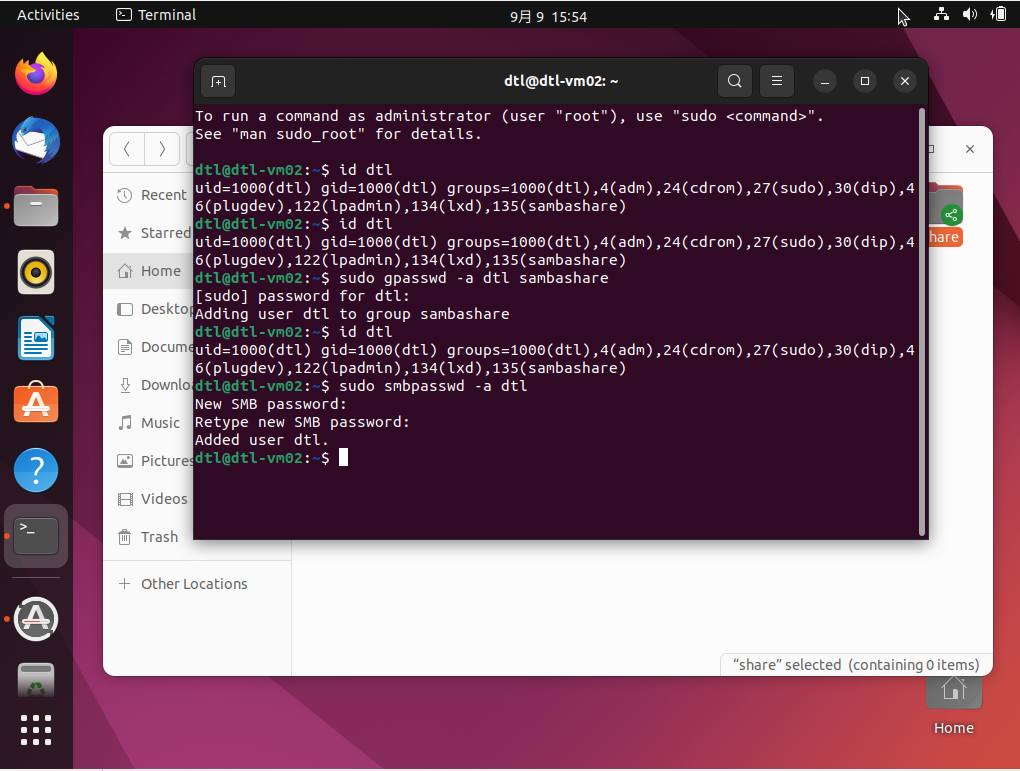 Activities
Terminal
9月 9 15:54
dtl@dtl-vm02: ~
To run a command as administrator (user "root"), use "sudo <command>".
See "man sudo_root" for details.
dtl@dtl-vm02:~$ id dtl
uid=1000(dtl) gid=1000(dtl) groups=1000(dtl),4(adm),24(cdrom),27(sudo),30(dip),4
6(plugdev),122(lpadmin),134(lxd),135(sambashare)
dtl@dtl-vm02:~$ id dtl
uid=1000(dtl) gid=1000(dtl) groups=1000(dtl),4(adm),24(cdrom),27(sudo),30(dip),4
6(plugdev),122(lpadmin),134(lxd),135(sambashare)
dtl@dtl-vm02:~$ sudo gpasswd -a dtl sambashare
[sudo] password for dtl:
Adding user dtl to group sambashare
dtl@dtl-vm02:~$ id dtl
uid=1000(dtl) gid=1000(dtl) groups=1000(dtl),4(adm),24(cdrom),27(sudo),30(dip),4
6(plugdev),122(lpadmin),134(lxd),135(sambashare)
dtl@dtl-vm02:~$ sudo smbpasswd -a dtl
New SMB password:
Retype new SMB password:
Added user dtl.
dtl@dtl-vm02:~$
Recent
Starred
Home
Desktop
Docume
Downloa
Music
Pictures
Videos
Trash
Other Locations
hare
“share” selected (containing 0 items)
Home